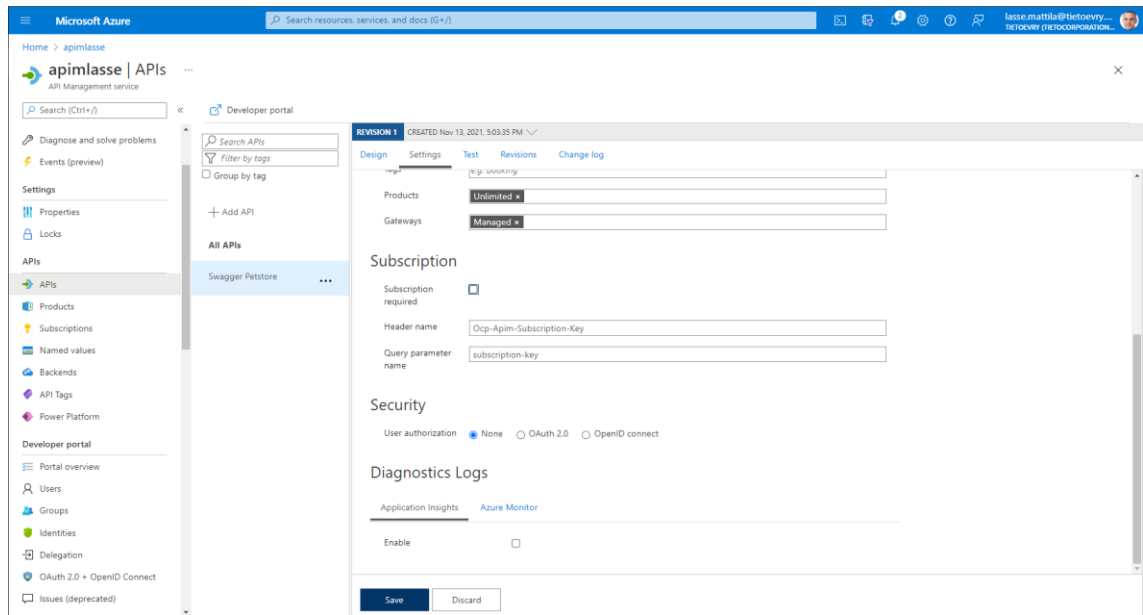 Microsoft Azure
Search resources, services, and docs (G+/)
2
lasse.mattila@tietoevry....
TIETOEVRY (TIETOCORPORATION...
Home > apimlasse
apimlasse | APIs ...
API Management service
Search (Ctrl+/)
«
Developer portal
Diagnose and solve problems
Events (preview)
Settings
Properties
Locks
APIs
APIs
Products
Subscriptions
Named values
Backends
API Tags
Power Platform
Developer portal
Portal overview
Users
Groups
Identities
Delegation
OAuth 2.0 + OpenID Connect
Issues (deprecated)
Search APIs
Filter by tags
Group by tag
+ Add API
All APIs
Swagger Petstore ...
REVISION 1 CREATED Nov 13, 2021, 5:03:35 PM
Design Settings Test Revisions Change log
Tags e.g. booking
Products Unlimited ×
Gateways Managed ×
Subscription
Subscription
required
Header name Ocp-Apim-Subscription-Key
Query parameter
name
subscription-key
Security
User authorization None OAuth 2.0 OpenID connect
Diagnostics Logs
Application Insights Azure Monitor
Enable
Save Discard